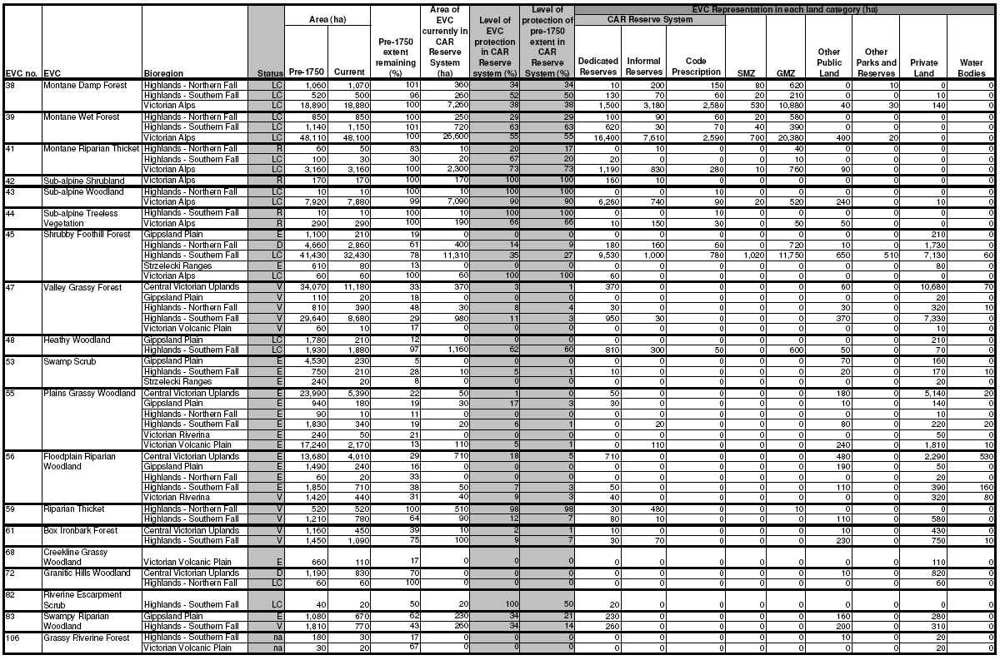 EVC Representation in each land category (ha)
Area (ha) CAR Reserve System
EVC no. EVC Bioregion Status Pre-1750 Current Pre-1750 extent remaining (%) Area of EVC currently in CAR Reserve System (ha) Level of EVC protection in CAR Reserve system (%) Level of protection of pre-1750 extent in CAR Reserve System (%) Dedicated Reserves Informal Reserves Code Prescription SMZ GMZ Other Public Land Other Parks and Reserves Private Land Water Bodies
38 Montane Damp Forest Highlands - Northern Fall LC 1,060 1,070 101 360 34 34 10 200 150 80 620 0 10 0 0
Highlands - Southern Fall LC 520 500 96 260 52 50 130 70 60 20 210 0 0 0 0
Victorian Alps LC 18,890 18,880 100 7,260 38 38 1,500 3,180 2,580 530 10,880 40 30 140 0
39 Montane Wet Forest Highlands - Northern Fall LC 850 850 100 250 29 29 100 90 60 20 580 0 0 0 0
Highlands - Southern Fall LC 1,140 1,150 101 720 63 63 620 30 70 40 390 0 0 0 0
Victorian Alps LC 48,110 48,100 100 26,600 55 55 16,400 7,610 2,590 700 20,380 400 20 0 0
41 Montane Riparian Thicket Highlands - Northern Fall R 60 50 83 10 20 17 0 10 0 0 40 0 0 0 0
Highlands - Southern Fall LC 100 30 30 20 67 20 20 0 0 0 10 0 0 0 0
Victorian Alps LC 3,160 3,160 100 2,300 73 73 1,190 830 280 10 760 90 0 0 0
42 Sub-alpine Shrubland Victorian Alps R 170 170 100 170 100 100 160 10 0 0 0 0 0 0 0
43 Sub-alpine Woodland Highlands - Northern Fall LC 10 10 100 10 100 100 0 0 10 0 0 0 0 0 0
Victorian Alps LC 7,920 7,880 99 7,090 90 90 6,260 740 90 20 520 240 0 10 0
44 Sub-alpine Treeless Highlands - Southern Fall R 10 10 100 10 100 100 0 0 10 0 0 0 0 0 0
Vegetation Victorian Alps R 290 290 100 190 66 66 10 150 30 0 50 50 0 0 0
45 Shrubby Foothill Forest Gippsland Plain E 1,100 210 19 0 0 0 0 0 0 0 0 0 0 210 0
Highlands - Northern Fall D 4,660 2,860 61 400 14 9 180 160 60 0 720 10 0 1,730 0
Highlands - Southern Fall LC 41,430 32,430 78 11,310 35 27 9,530 1,000 780 1,020 11,750 650 510 7,130 60
Strzelecki Ranges E 610 80 13 0 0 0 0 0 0 0 0 0 0 80 0
Victorian Alps LC 60 60 100 60 100 100 60 0 0 0 0 0 0 0 0
47 Valley Grassy Forest Central Victorian Uplands V 34,070 11,180 33 370 3 1 370 0 0 0 0 60 0 10,680 70
Gippsland Plain V 110 20 18 0 0 0 0 0 0 0 0 0 0 20 0
Highlands - Northern Fall V 810 390 48 30 8 4 30 0 0 0 0 30 0 320 10
Highlands - Southern Fall V 29,640 8,680 29 980 11 3 950 30 0 0 0 370 0 7,330 0
Victorian Volcanic Plain V 60 10 17 0 0 0 0 0 0 0 0 0 0 10 0
48 Heathy Woodland Gippsland Plain LC 1,780 210 12 0 0 0 0 0 0 0 0 0 0 210 0
Highlands - Southern Fall LC 1,930 1,880 97 1,160 62 60 810 300 50 0 600 50 0 70 0
53 Swamp Scrub Gippsland Plain E 4,530 230 5 0 0 0 0 0 0 0 0 70 0 160 0
Highlands - Southern Fall E 750 210 28 10 5 1 10 0 0 0 0 20 0 170 10
Strzelecki Ranges E 240 20 8 0 0 0 0 0 0 0 0 0 0 20 0
55 Plains Grassy Woodland Central Victorian Uplands E 23,990 5,390 22 50 1 0 50 0 0 0 0 180 0 5,140 20
Gippsland Plain E 940 180 19 30 17 3 30 0 0 0 0 10 0 140 0
Highlands - Northern Fall E 90 10 11 0 0 0 0 0 0 0 0 0 0 10 0
Highlands - Southern Fall E 1,830 340 19 20 6 1 0 20 0 0 0 80 0 220 20
Victorian Riverina E 240 50 21 0 0 0 0 0 0 0 0 0 0 50 0
Victorian Volcanic Plain E 17,240 2,170 13 110 5 1 0 110 0 0 0 240 0 1,810 10
56 Floodplain Riparian Central Victorian Uplands E 13,680 4,010 29 710 18 5 710 0 0 0 0 480 0 2,290 530
Woodland Gippsland Plain E 1,490 240 16 0 0 0 0 0 0 0 0 190 0 50 0
Highlands - Northern Fall E 60 20 33 0 0 0 0 0 0 0 0 0 0 20 0
Highlands - Southern Fall E 1,850 710 38 50 7 3 50 0 0 0 0 110 0 390 160
Victorian Riverina V 1,420 440 31 40 9 3 40 0 0 0 0 0 0 320 80
59 Riparian Thicket Highlands - Northern Fall V 520 520 100 510 98 98 30 480 0 0 10 0 0 0 0
Highlands - Southern Fall V 1,210 780 64 90 12 7 80 10 0 0 0 110 0 580 0
61 Box Ironbark Forest Central Victorian Uplands V 1,160 450 39 10 2 1 10 0 0 0 0 10 0 430 0
Highlands - Southern Fall V 1,450 1,090 75 100 9 7 30 70 0 0 0 230 0 750 10
68 Creekline Grassy
Woodland Victorian Volcanic Plain E 660 110 17 0 0 0 0 0 0 0 0 0 0 110 0
72 Granitic Hills Woodland Central Victorian Uplands D 1,190 830 70 0 0 0 0 0 0 0 0 10 0 820 0
Highlands - Northern Fall LC 60 60 100 0 0 0 0 0 0 0 0 0 0 60 0
82 Riverine Escarpment
Scrub Highlands - Southern Fall LC 40 20 50 20 100 50 20 0 0 0 0 0 0 0 0
83 Swampy Riparian Gippsland Plain E 1,080 670 62 230 34 21 230 0 0 0 0 160 0 280 0
Woodland Highlands - Southern Fall V 1,810 770 43 260 34 14 260 0 0 0 0 200 0 310 0
106 Grassy Riverine Forest Highlands - Southern Fall na 180 30 17 0 0 0 0 0 0 0 0 10 0 20 0
Victorian Volcanic Plain na 30 20 67 0 0 0 0 0 0 0 0 0 0 20 0